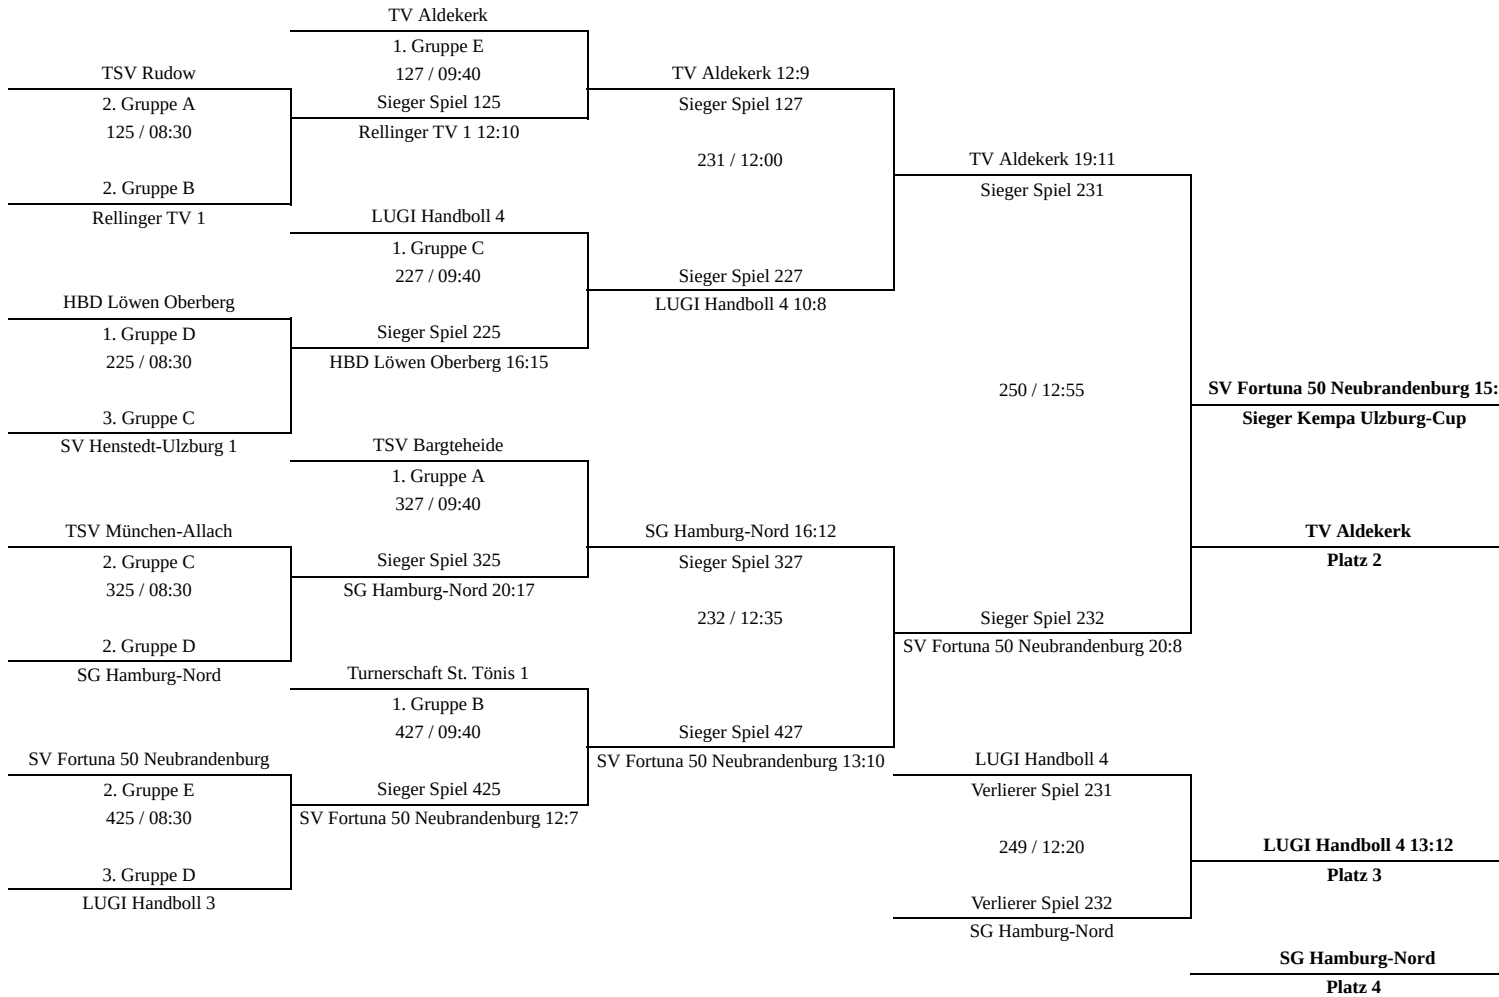 TV Aldekerk
1. Gruppe E
127 / 09:40
Sieger Spiel 125
Rellinger TV 1 12:10
TSV Rudow
2. Gruppe A
125 / 08:30
2. Gruppe B
Rellinger TV 1
TV Aldekerk 12:9
Sieger Spiel 127
231 / 12:00
Sieger Spiel 227
LUGI Handboll 4 10:8
LUGI Handboll 4
1. Gruppe C
227 / 09:40
Sieger Spiel 225
HBD Löwen Oberberg 16:15
HBD Löwen Oberberg
1. Gruppe D
225 / 08:30
3. Gruppe C
SV Henstedt-Ulzburg 1
TV Aldekerk 19:11
Sieger Spiel 231
250 / 12:55
Sieger Spiel 232
SV Fortuna 50 Neubrandenburg 20:8
SV Fortuna 50 Neubrandenburg 15:
Sieger Kempa Ulzburg-Cup
TV Aldekerk
Platz 2
TSV Bargteheide
1. Gruppe A
327 / 09:40
Sieger Spiel 325
SG Hamburg-Nord 20:17
TSV München-Allach
2. Gruppe C
325 / 08:30
2. Gruppe D
SG Hamburg-Nord
SG Hamburg-Nord 16:12
Sieger Spiel 327
232 / 12:35
Sieger Spiel 427
SV Fortuna 50 Neubrandenburg 13:10
Turnerschaft St. Tönis 1
1. Gruppe B
427 / 09:40
Sieger Spiel 425
SV Fortuna 50 Neubrandenburg 12:7
SV Fortuna 50 Neubrandenburg
2. Gruppe E
425 / 08:30
3. Gruppe D
LUGI Handboll 3
LUGI Handboll 4
Verlierer Spiel 231
249 / 12:20
Verlierer Spiel 232
SG Hamburg-Nord
LUGI Handboll 4 13:12
Platz 3
SG Hamburg-Nord
Platz 4